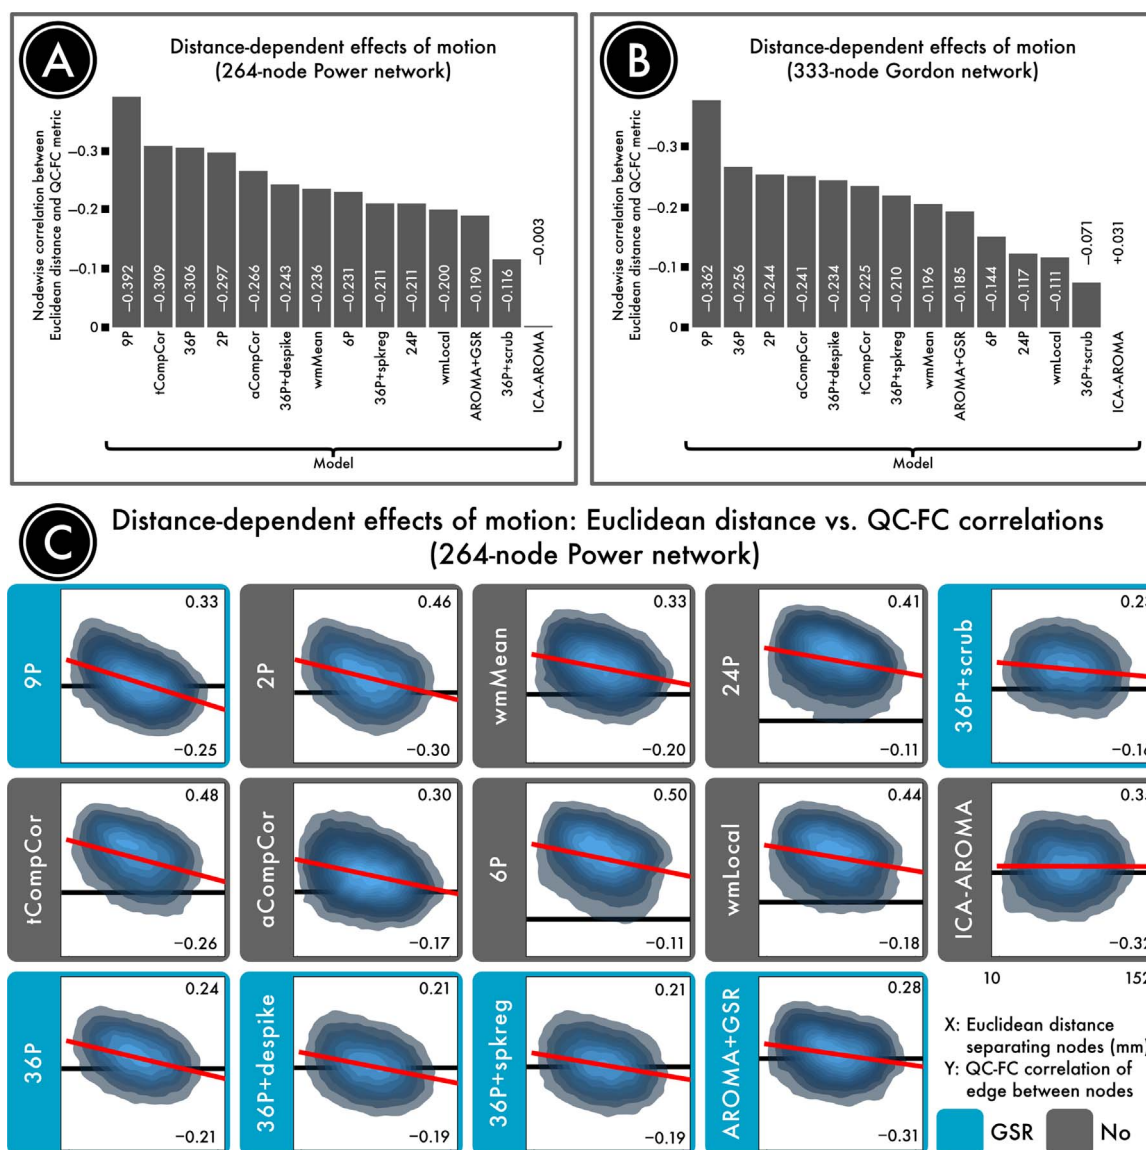 A
Distance-dependent effects of motion
(264-node Power network)
Nodewise correlation between
Euclidean distance and QC-FC metric
−0.3
−0.2
−0.1
0
−0.392
−0.309
−0.306
−0.297
−0.266
−0.243
−0.236
−0.231
−0.211
−0.211
−0.200
−0.190
−0.116
−0.003
9P
tCompCor
36P
2P
aCompCor
36P+despike
wmMean
6P
36P+spkreg
24P
wmLocal
AROMA+GSR
36P+scrub
ICA-AROMA
Model
B
Distance-dependent effects of motion
(333-node Gordon network)
Nodewise correlation between
Euclidean distance and QC-FC metric
−0.3
−0.2
−0.1
0
−0.362
−0.256
−0.244
−0.241
−0.234
−0.225
−0.210
−0.196
−0.185
−0.144
−0.117
−0.111
−0.071
+0.031
9P
36P
2P
aCompCor
36P+despike
tCompCor
36P+spkreg
wmMean
AROMA+GSR
6P
24P
wmLocal
36P+scrub
ICA-AROMA
Model
C
Distance-dependent effects of motion: Euclidean distance vs. QC-FC correlations
(264-node Power network)
9P
0.33
−0.25
2P
0.46
−0.30
wmMean
0.33
−0.20
24P
0.41
−0.11
36P+scrub
−0.16
tCompCor
0.48
−0.26
aCompCor
0.30
−0.17
6P
0.50
−0.11
wmLocal
0.44
−0.18
ICA-AROMA
−0.32
10
152
36P
0.24
−0.21
36P+despike
0.21
−0.19
36P+spkreg
0.21
−0.19
AROMA+GSR
0.28
−0.31
X: Euclidean distance
separating nodes (mm)
Y: QC-FC correlation of
edge between nodes
GSR
No